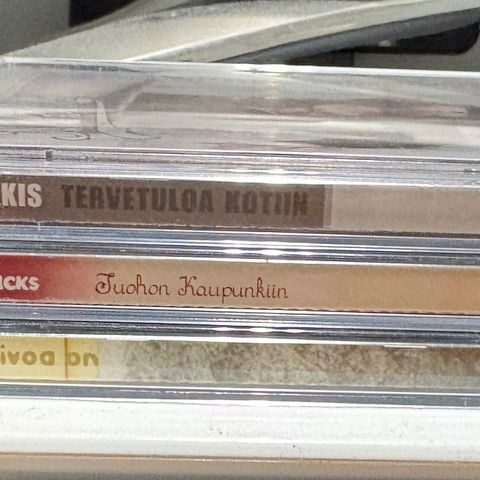 KIS TERVETULOA KOTIIN
ICKS Tuohon Kaupunkiin
ivoa on